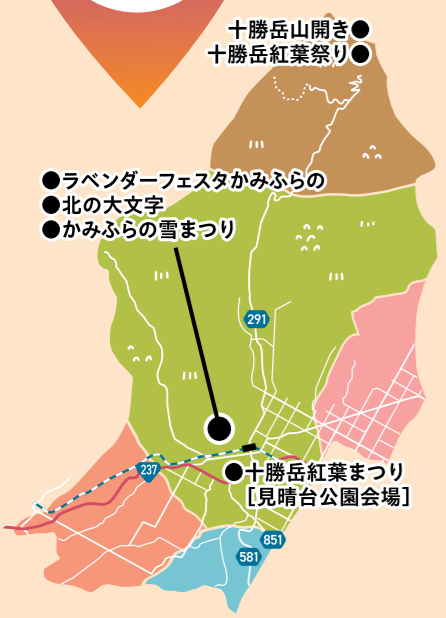 十勝岳山開き●
十勝岳紅葉祭り●
●ラベンダーフェスタかみふらの
●北の大文字
●かみふらの雪まつり
291
237
●十勝岳紅葉まつり
［見晴台公園会場］
851
581